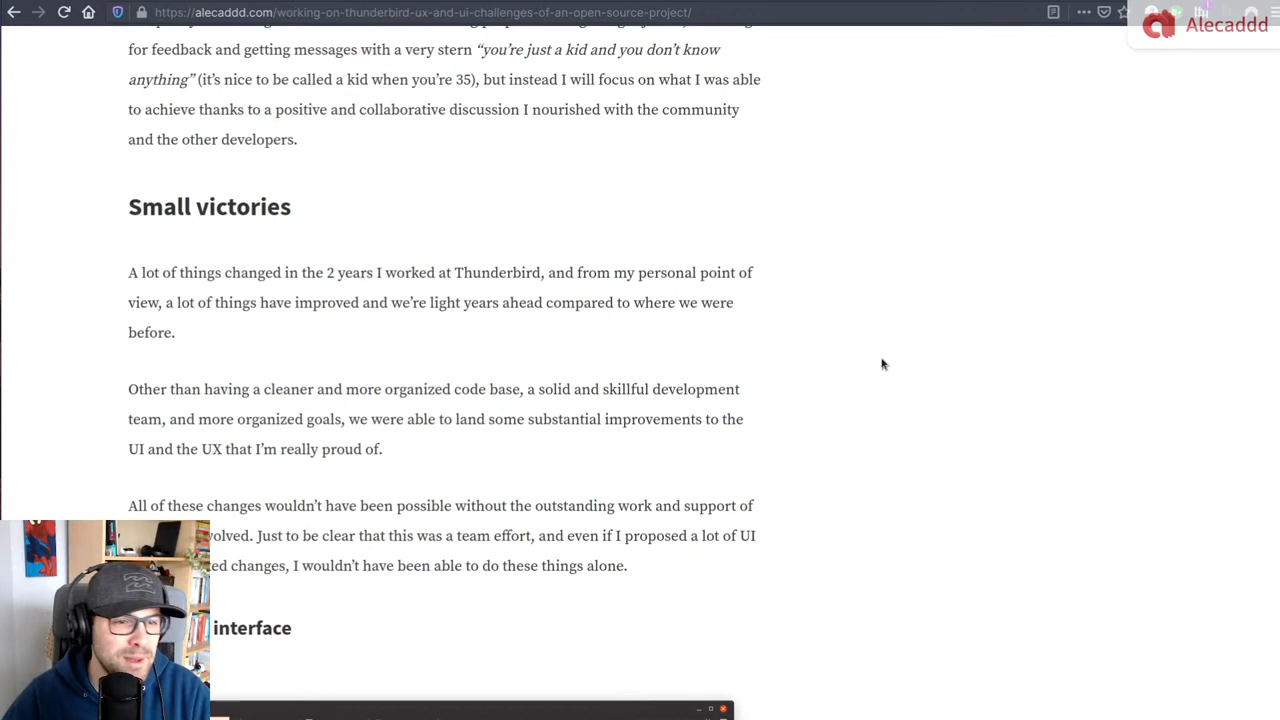 https://alecaddd.com/working-on-thunderbird-ux-and-ui-challenges-of-an-open-source-project/
Alecaddd
for feedback and getting messages with a very stern “you’re just a kid and you don’t know
anything” (it’s nice to be called a kid when you’re 35), but instead I will focus on what I was able
to achieve thanks to a positive and collaborative discussion I nourished with the community
and the other developers.
Small victories
A lot of things changed in the 2 years I worked at Thunderbird, and from my personal point of
view, a lot of things have improved and we’re light years ahead compared to where we were
before.
Other than having a cleaner and more organized code base, a solid and skillful development
team, and more organized goals, we were able to land some substantial improvements to the
UI and the UX that I’m really proud of.
All of these changes wouldn’t have been possible without the outstanding work and support of
volved. Just to be clear that this was a team effort, and even if I proposed a lot of UI
ed changes, I wouldn’t have been able to do these things alone.
interface